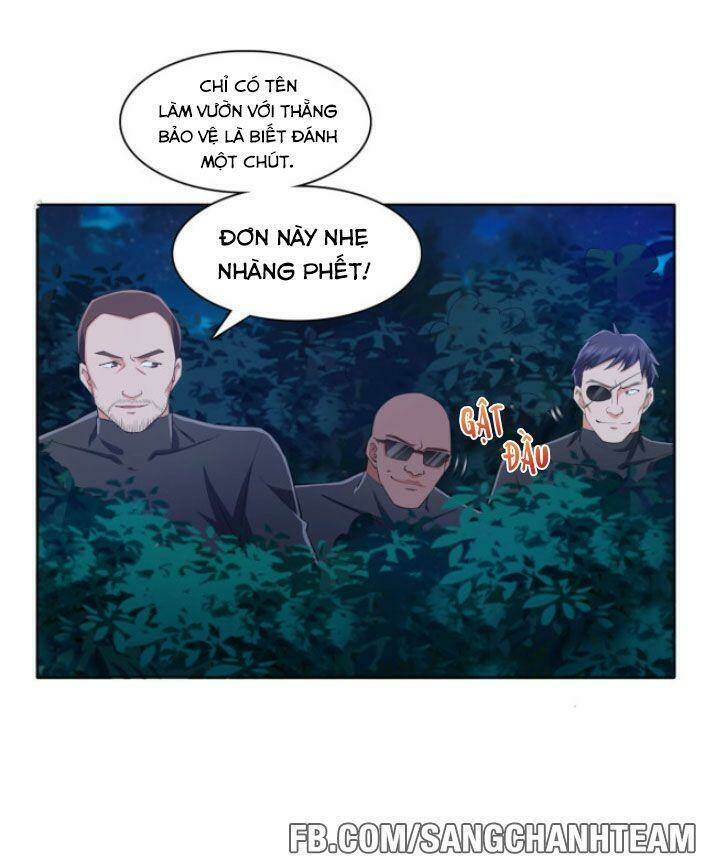 CHỈ CÓ TÊN
LÀM VƯỜN VỚI THẰNG
BẢO VỆ LÀ BIẾT ĐÁNH
MỘT CHÚT.
ĐƠN NÀY NHẸ
NHÀNG PHẾT!
GẬT
ĐẦU
FB.COM/SANGCHANHTEAM